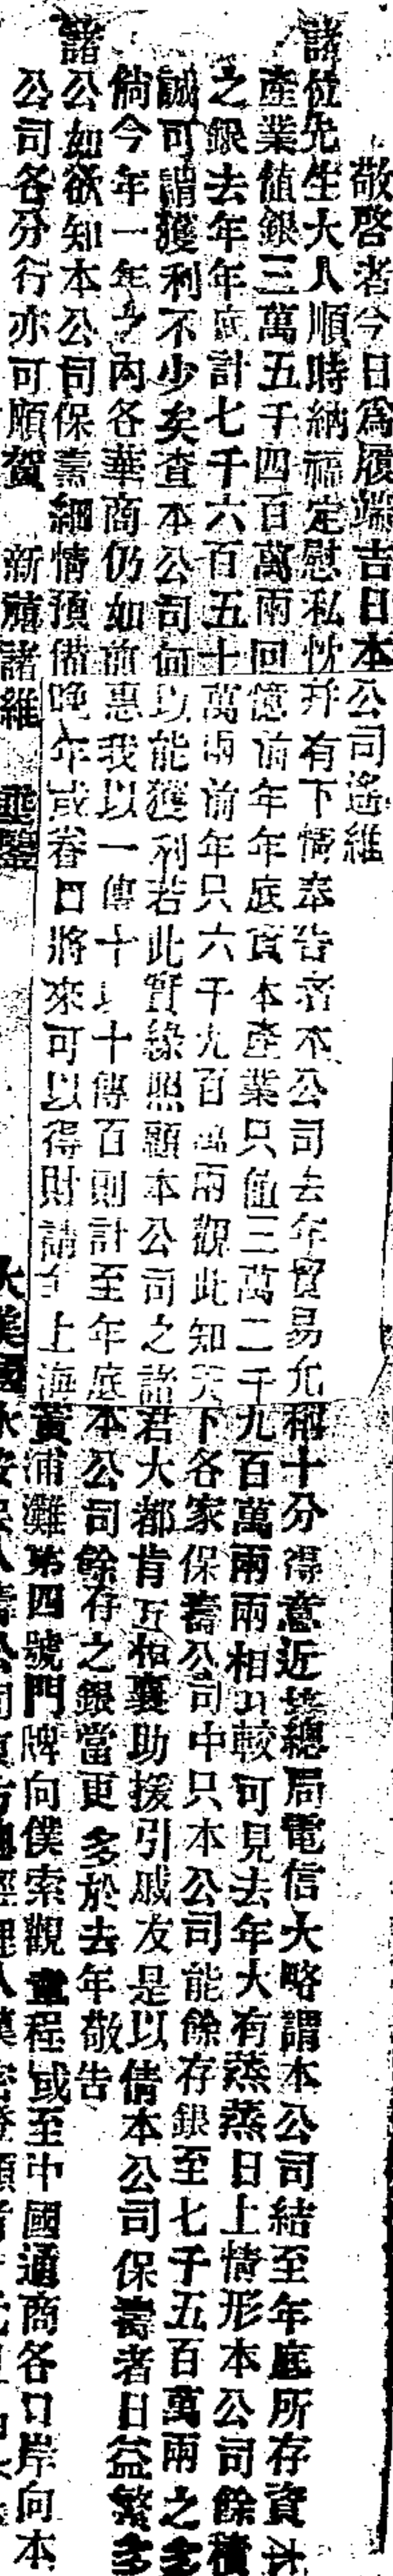 敬啓者今日爲履端吉日本公司遙維
諸位先生大人順時納福定慰私忱并有下情奉告者本公司去年貿易允稱十分得意近接總局電信大略謂本公司結至年底所存資本
產業值銀三萬五千四百萬兩回憶前年年底資本產業只值三萬二千九百萬兩兩相比較可見去年大有蒸蒸日上情形本公司餘積
之銀去年年底計七千六百五十萬兩前年只六千九百萬兩觀此知天下各家保壽公司中只本公司能餘存銀至七千五百萬兩之多
誠可謂獲利不少矣查本公司何以能獲利若此實緣照顧本公司之諸君大都肯互相襄助援引戚友是以倩本公司保壽者日益繁多
倘今年一年之內各華商仍如前惠我以一傳十以十傳百則計至年底本公司餘存之銀當更多於去年敬告
諸公如欲知本公司保壽細情預備晚年或眷口將來可以得財請至上海黃浦灘第四號門牌向僕索觀章程或至中國通商各口岸向本
公司各分行亦可順賀 新禧諸維 垂鑒 大美國永安